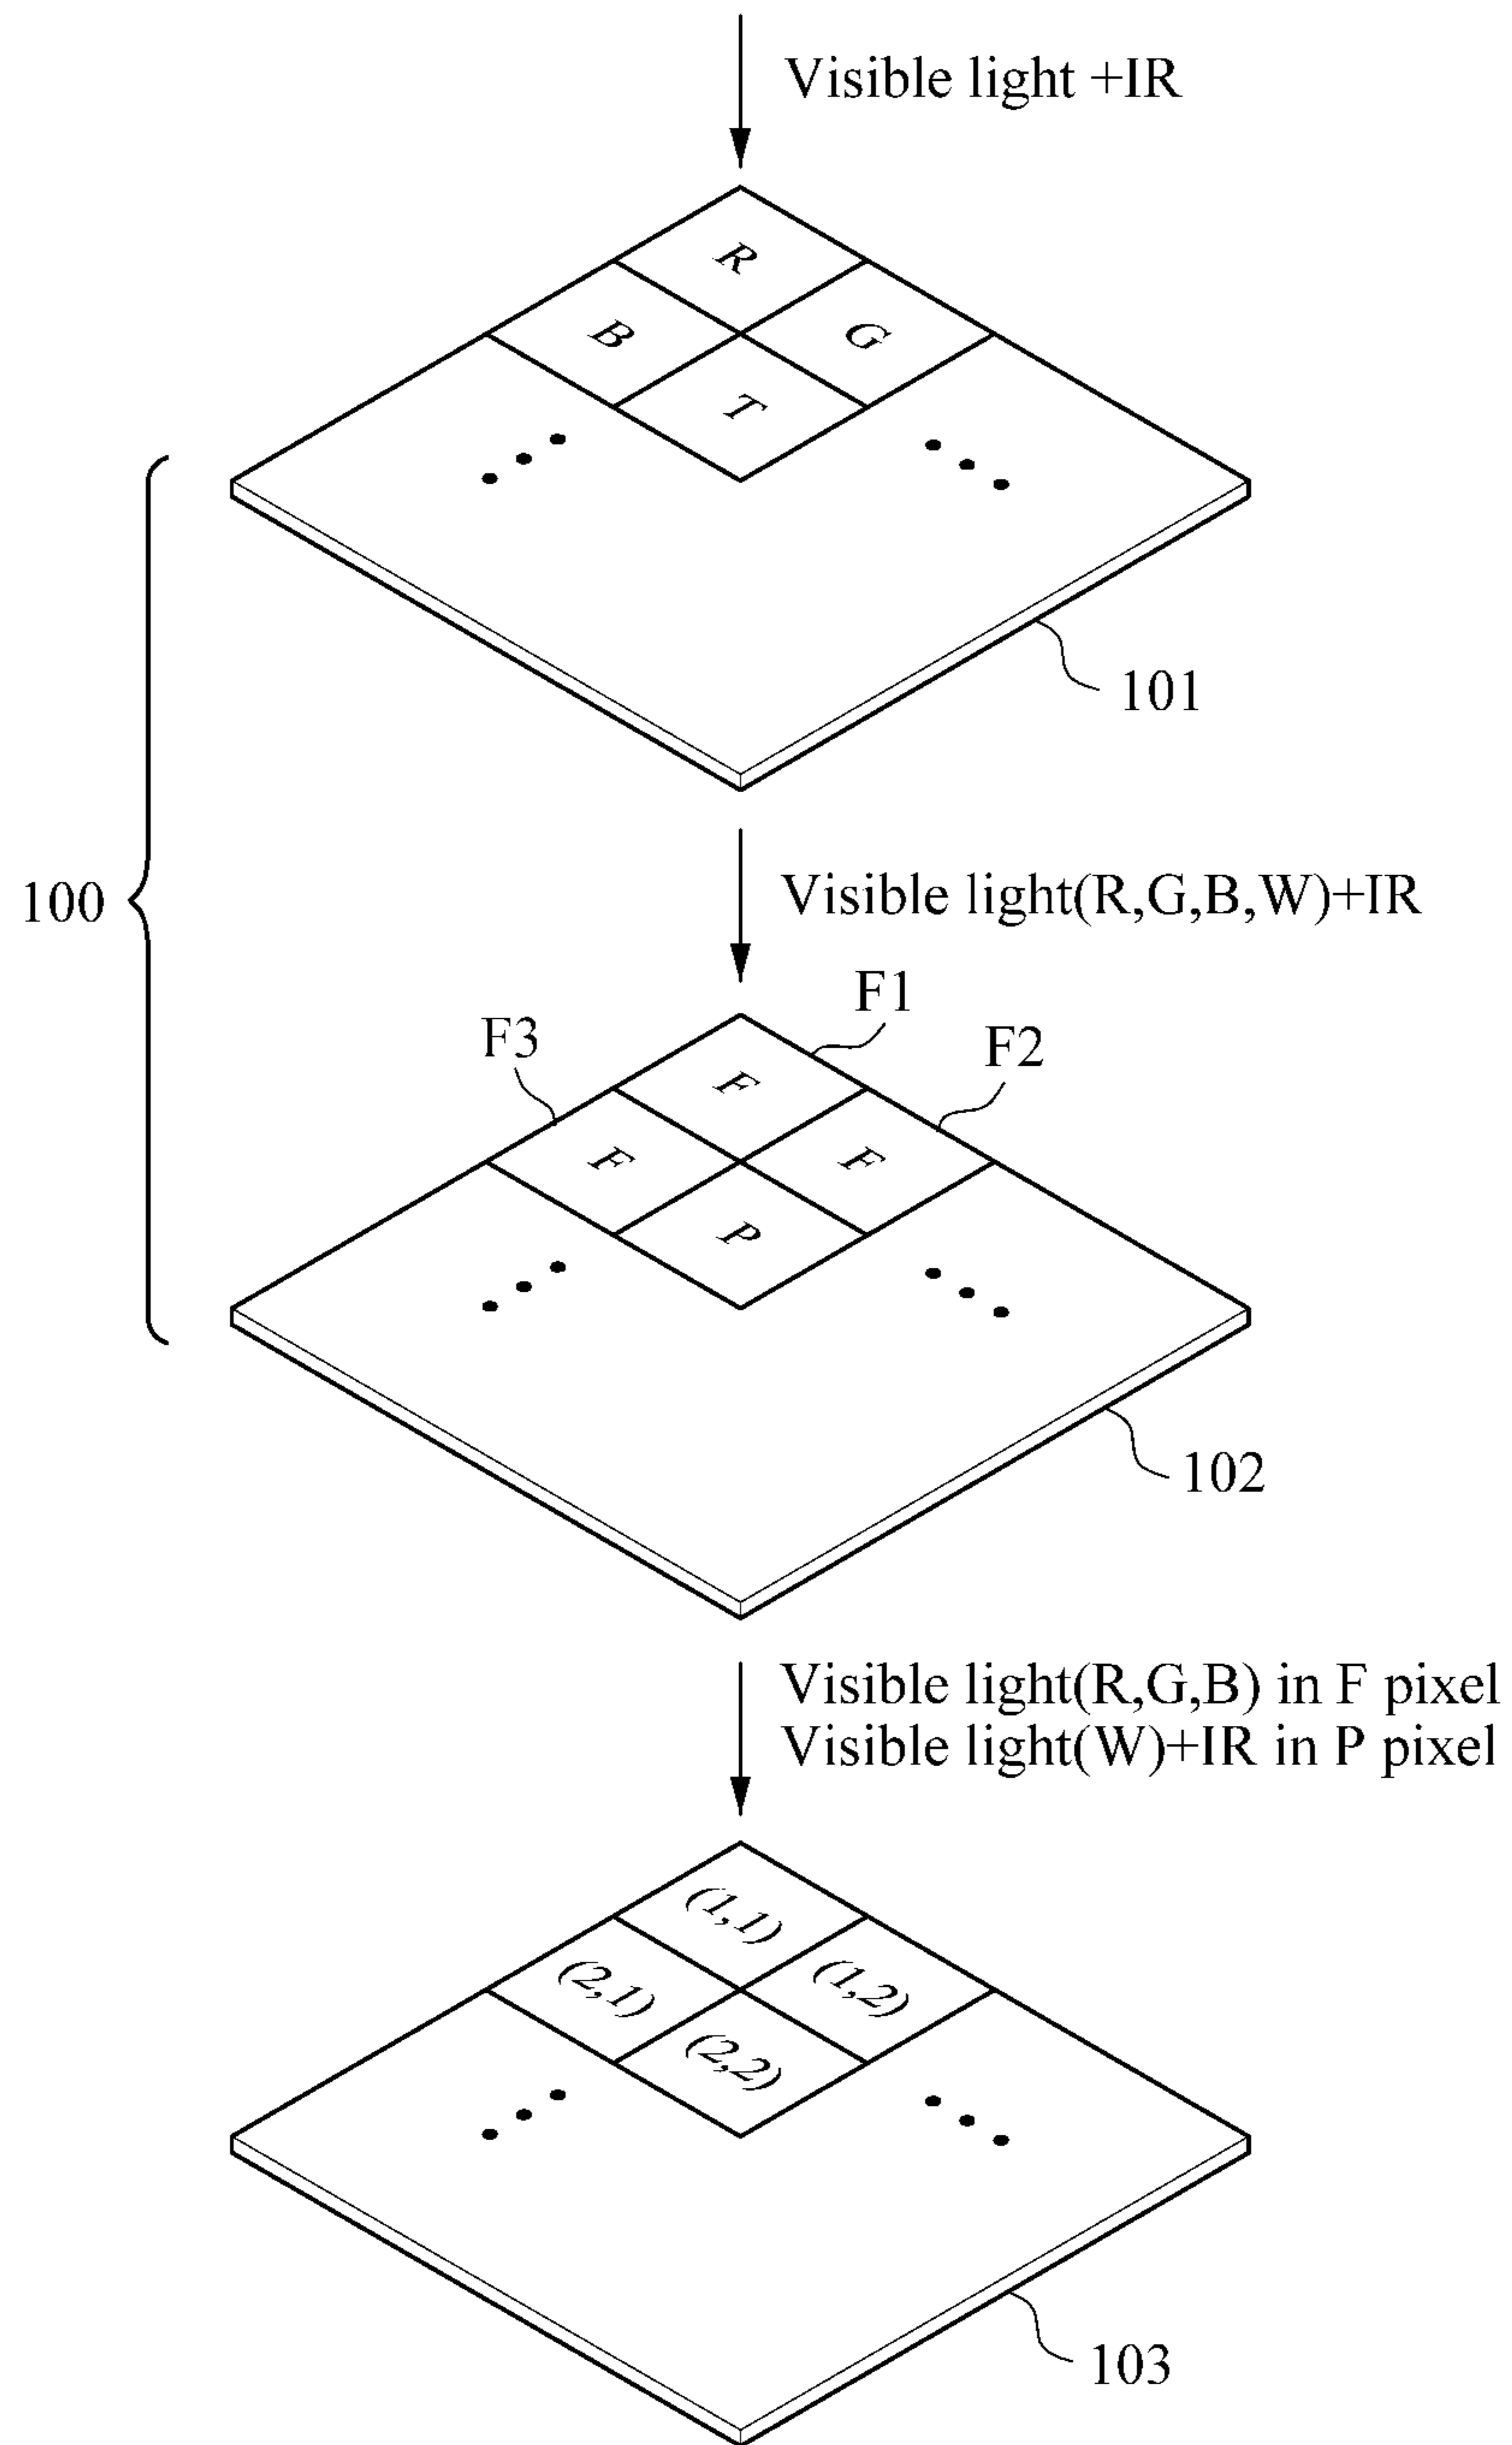 Visible light +IR
R
B
G
T
101
100
Visible light(R,G,B,W)+IR
F1
F3
F2
F
F
F
P
102
Visible light(R,G,B) in F pixel
Visible light(W)+IR in P pixel
(1,1)
(2,1)
(1,2)
(2,2)
103